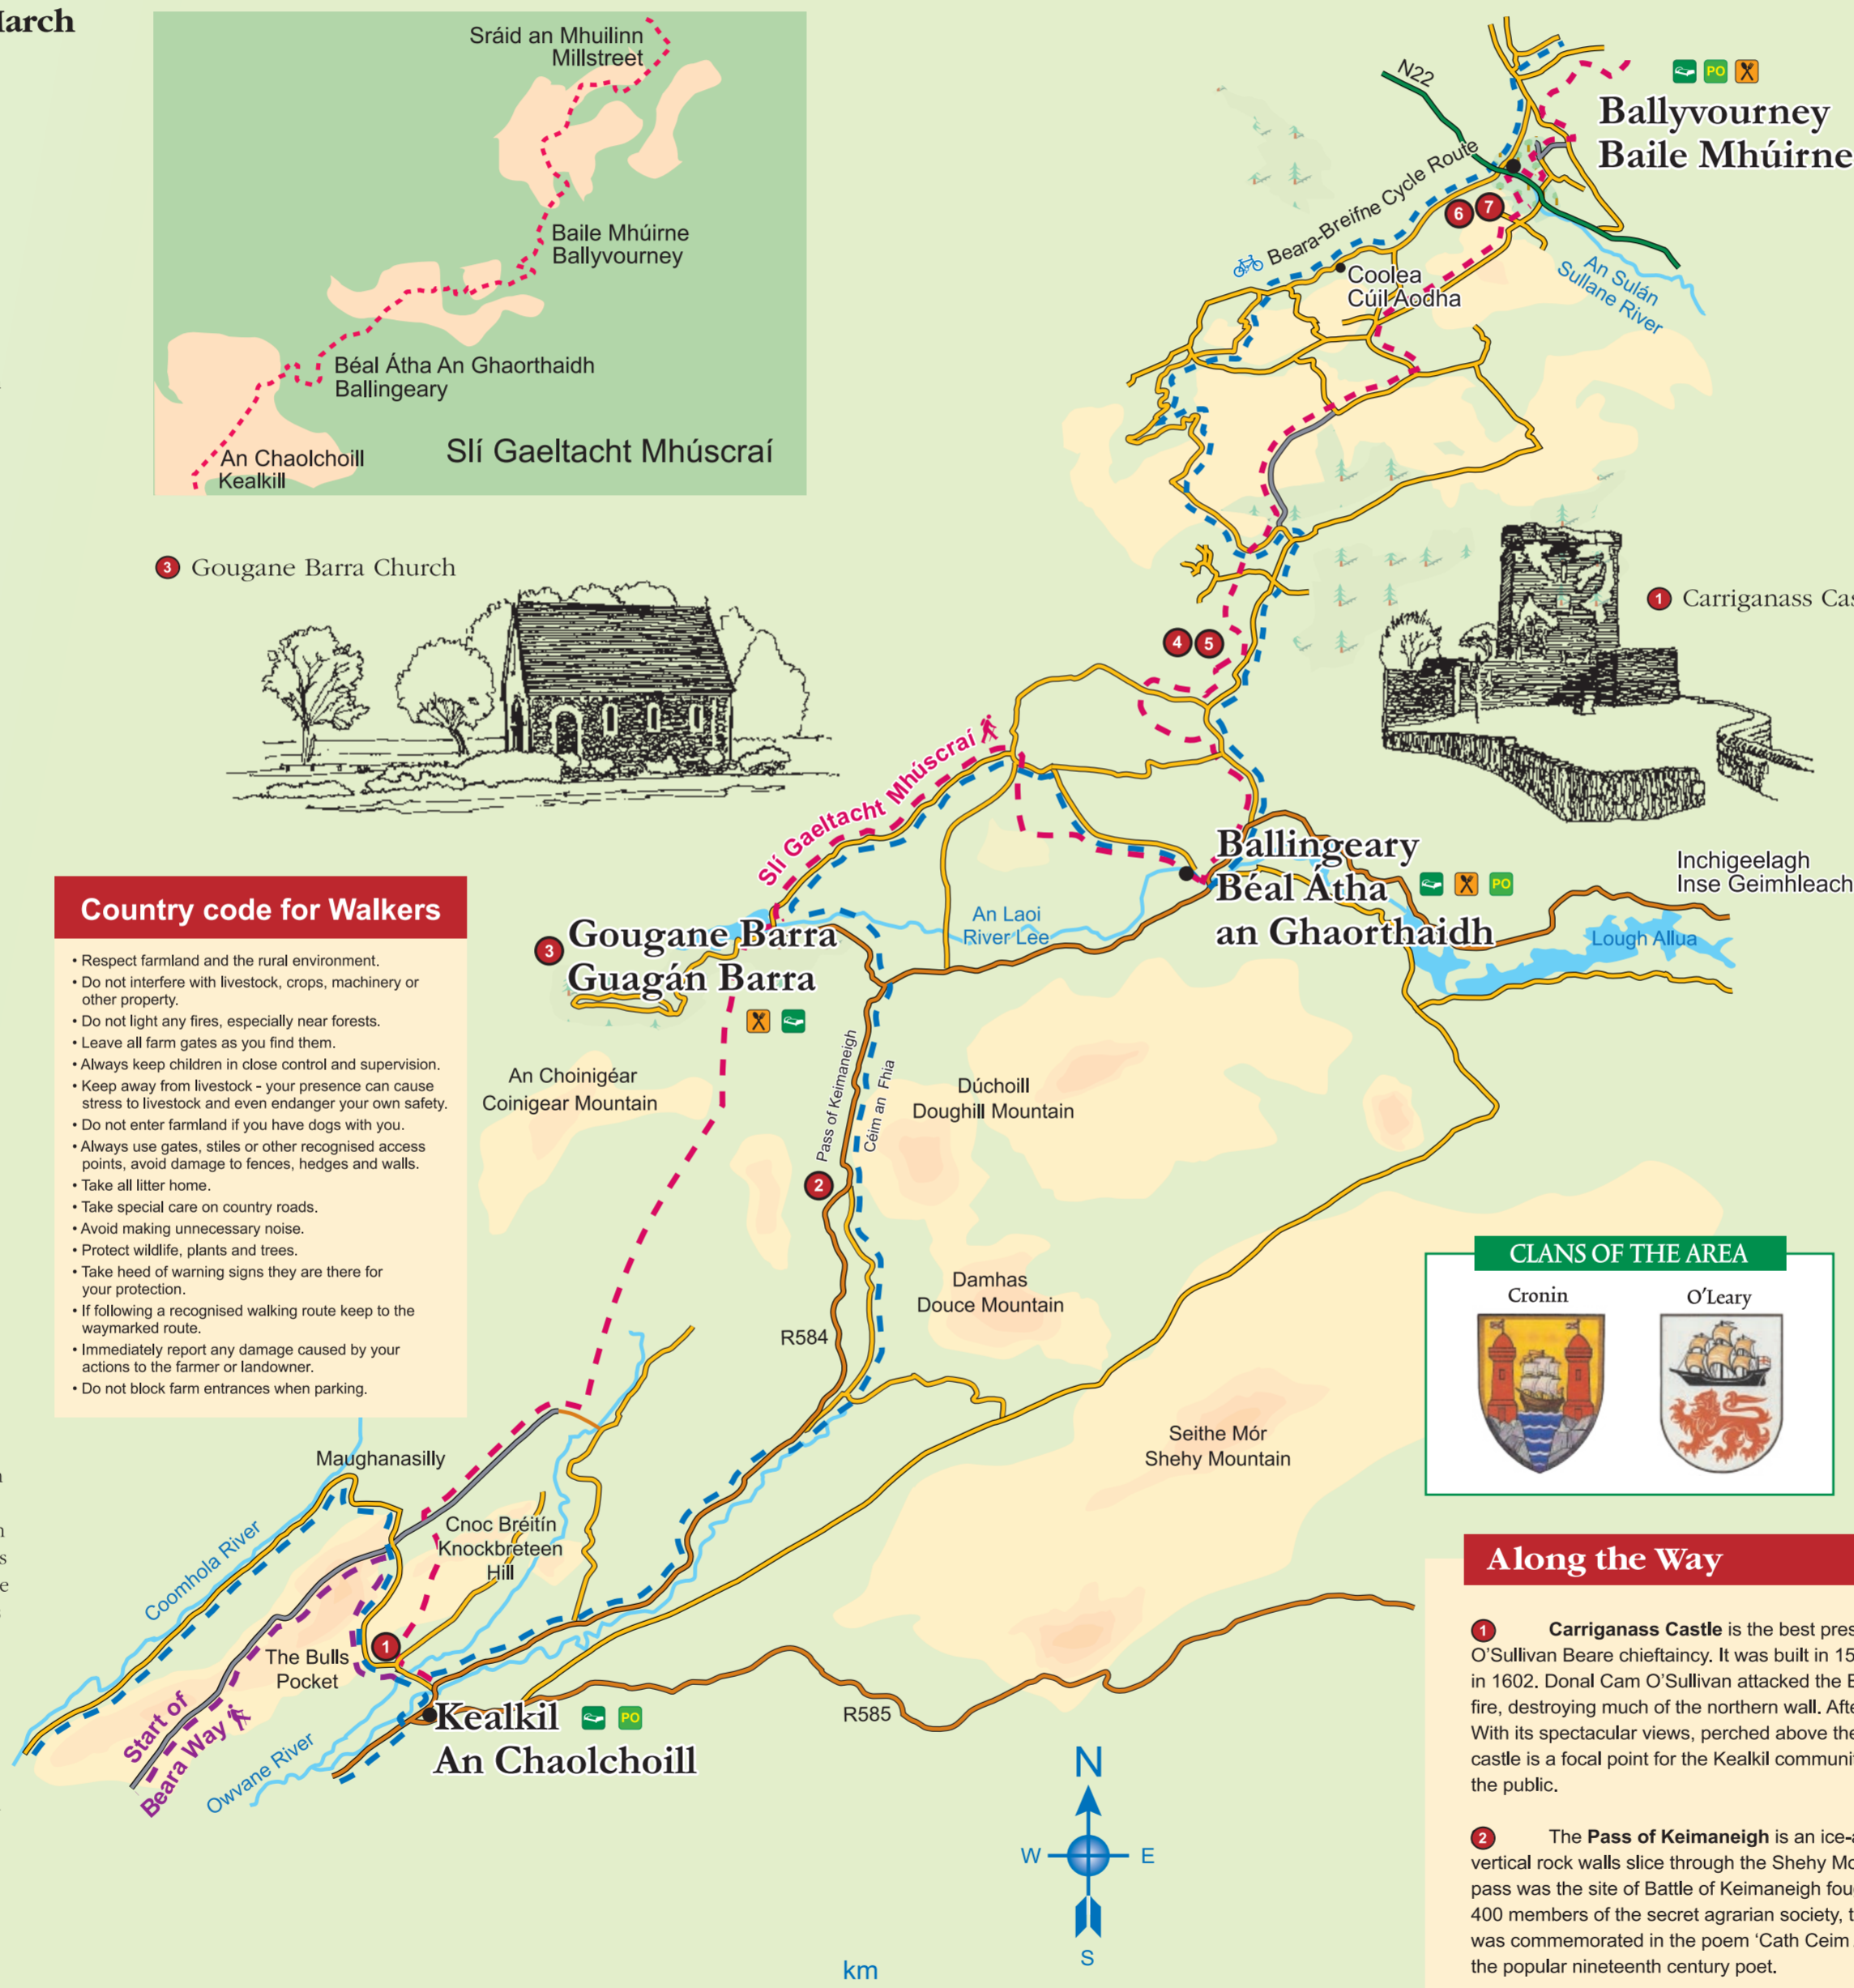 Sráid an Mhuilinn
Millstreet
Baile Mhúirne
Ballyvourney
Béal Átha An Ghaorthaidh
Ballingeary
An Chaolchoill
Kealkill
Slí Gaeltacht Mhúscraí
N22
PO
Ballyvourney
Baile Mhúirne
Beara-Breifne Cycle Route
6
7
Coolea
Cúil Aodha
An Sulán
Sullane River
3 Gougane Barra Church
1 Carriganass
4
5
Slí Gaeltacht Mhúscraí
Ballingeary
Béal Átha
an Ghaorthaidh
PO
Inchigeelagh
Inse Geimhleach
Lough Allua
An Laoi
River Lee
3
Gougane Barra
Guagán Barra
Country code for Walkers
• Respect farmland and the rural environment.
• Do not interfere with livestock, crops, machinery or
other property.
• Do not light any fires, especially near forests.
• Leave all farm gates as you find them.
• Always keep children in close control and supervision.
• Keep away from livestock - your presence can cause
stress to livestock and even endanger your own safety.
• Do not enter farmland if you have dogs with you.
• Always use gates, stiles or other recognised access
points, avoid damage to fences, hedges and walls.
• Take all litter home.
• Take special care on country roads.
• Avoid making unnecessary noise.
• Protect wildlife, plants and trees.
• Take heed of warning signs they are there for
your protection.
• If following a recognised walking route keep to the
waymarked route.
• Immediately report any damage caused by your
actions to the farmer or landowner.
• Do not block farm entrances when parking.
An Choinigéar
Coinigear Mountain
Pass of Keimaneigh
Céim an Fhia
Dúchoill
Doughill Mountain
2
Damhas
Douce Mountain
R584
Seithe Mór
Shehy Mountain
CLANS OF THE AREA
Cronin
O'Leary
Maughanasilly
Coomhola River
Cnoc Bréitín
Knockbreteen
Hill
1
The Bulls
Pocket
Start of
Beara Way
Owvane River
Kealkil
An Chaolchoill
PO
R585
N
W
E
S
km
Along the Way
1 Carriganass Castle is the best
O'Sullivan Beare chieftaincy. It was built in
in 1602. Donal Cam O'Sullivan attacked the
fire, destroying much of the northern wall.
With its spectacular views, perched above the
castle is a focal point for the Kealkil
the public.
2 The Pass of Keimaneigh is an
vertical rock walls slice through the Shehy
pass was the site of Battle of Keimaneigh
400 members of the secret agrarian society,
was commemorated in the poem 'Cath Ceim
the popular nineteenth century poet.